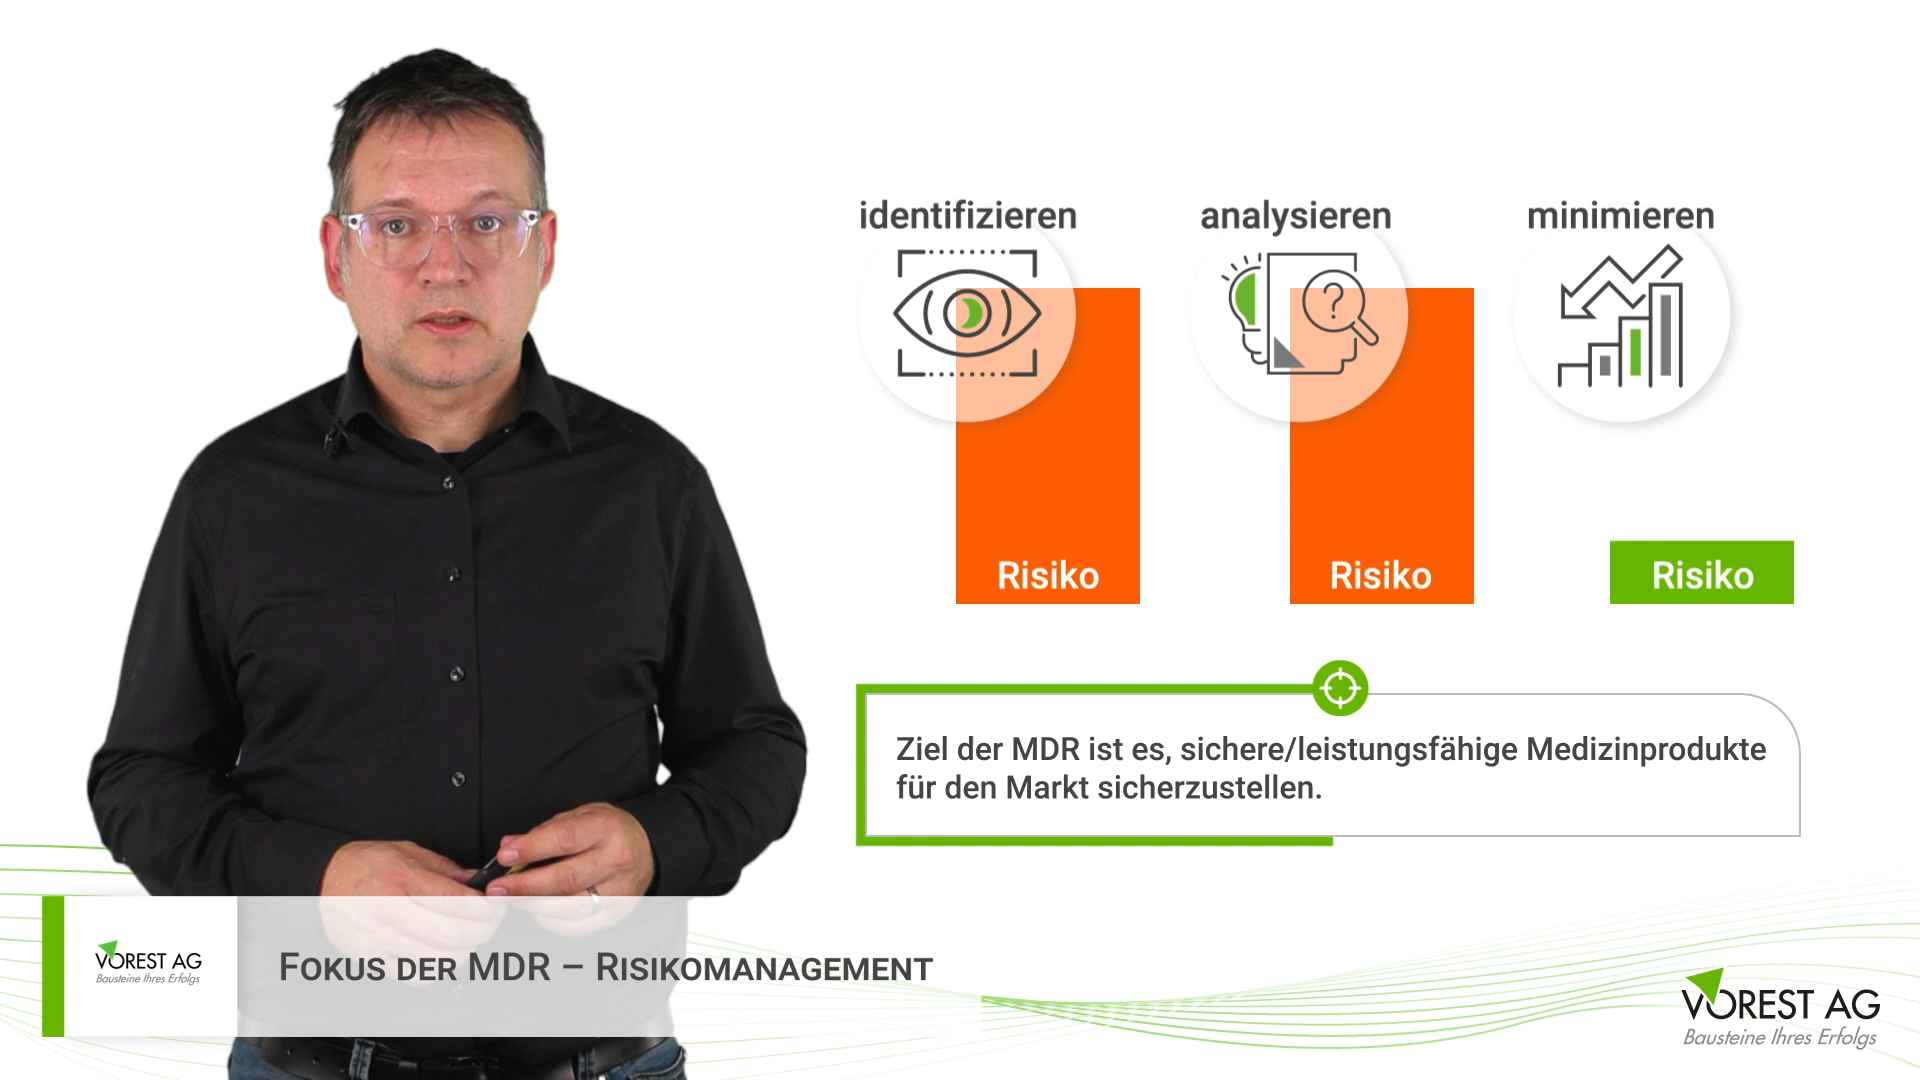 identifizieren
analysieren
minimieren
?
Risiko
Risiko
Risiko
Ziel der MDR ist es, sichere/leistungsfähige Medizinprodukte
für den Markt sicherzustellen.
VOREST AG
Bausteine Ihres Erfolgs
FOKUS DER MDR – RISIKOMANAGEMENT
VOREST AG
Bausteine Ihres Erfolgs